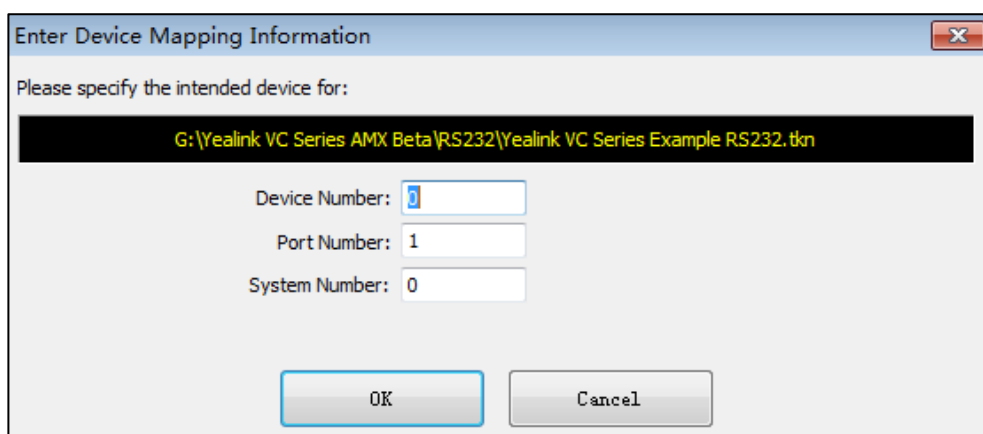 Enter Device Mapping Information
Please specify the intended device for:
G:\Yealink VC Series AMX Beta\RS232\Yealink VC Series Example RS232.tkn
Device Number: 0
Port Number: 1
System Number: 0
OK Cancel